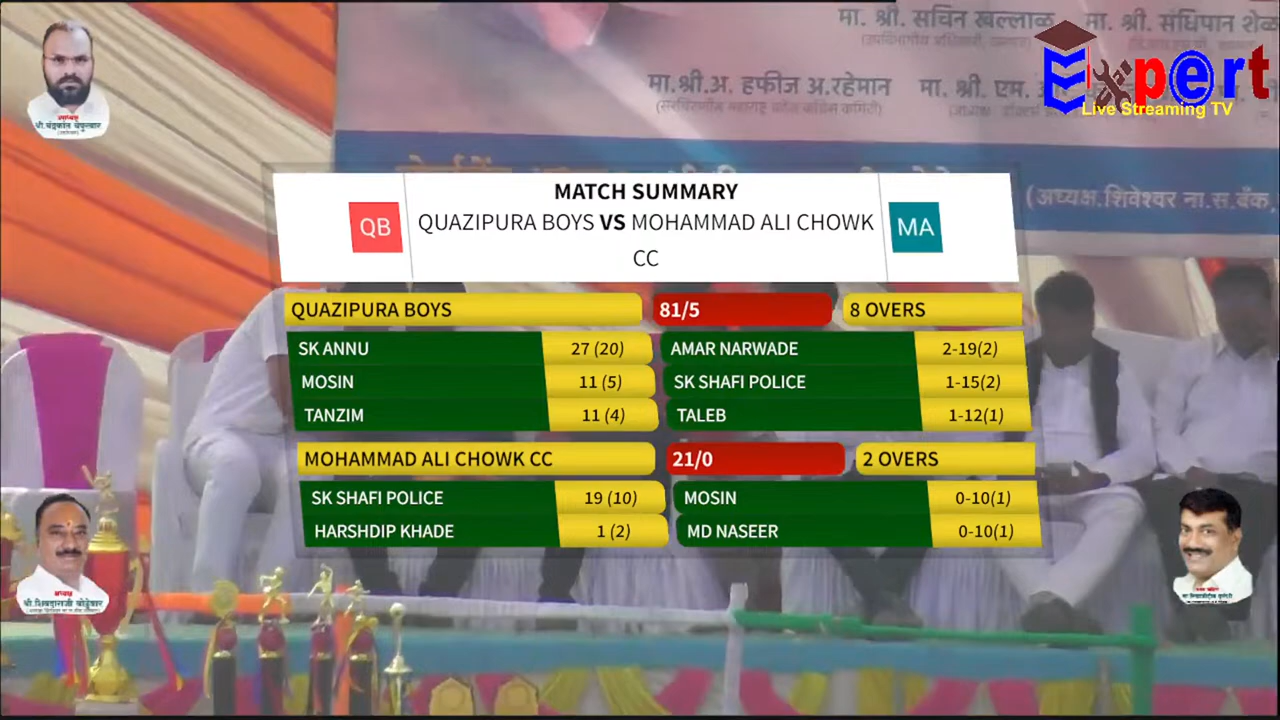 मा. श्री. सचिन खल्लाळ मा. श्री. संधिपान
मा.श्री.अ. हफीज अ.रहेमान मा. श्री. एम.
Expert
Live Streaming TV
(अध्यक्ष.शिवेश्वर ना.स.बँक,
MATCH SUMMARY
QB QUAZIPURA BOYS VS MOHAMMAD ALI CHOWK MA
CC
QUAZIPURA BOYS 81/5 8 OVERS
SK ANNU 27 (20) AMAR NARWADE 2-19(2)
MOSIN 11 (5) SK SHAFI POLICE 1-15(2)
TANZIM 11 (4) TALEB 1-12(1)
MOHAMMAD ALI CHOWK CC 21/0 2 OVERS
SK SHAFI POLICE 19 (10) MOSIN 0-10(1)
HARSHDIP KHADE 1 (2) MD NASEER 0-10(1)